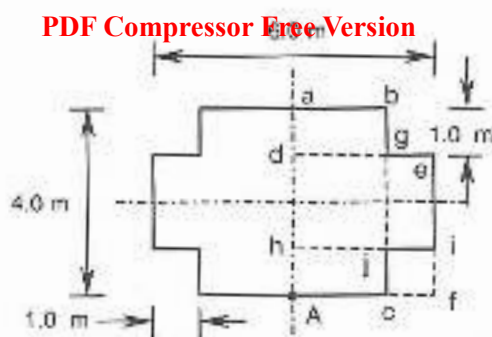 PDF Compressor Free Version
a b
g 1.0 m
d e
4.0 m
h i
j
1.0 m A c f